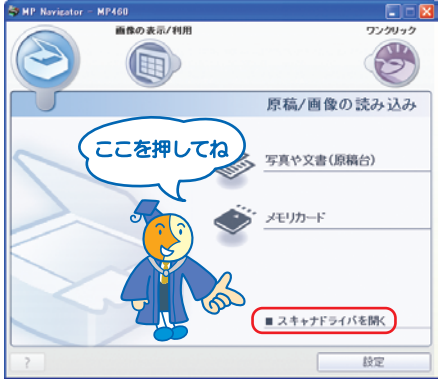 MP Navigator - MP460
画像の表示/利用
ワンクリック
原稿/画像の読み込み
ここを押してね
写真や文書(原稿台)
メモリカード
■ スキャナドライバを開く
?
設定